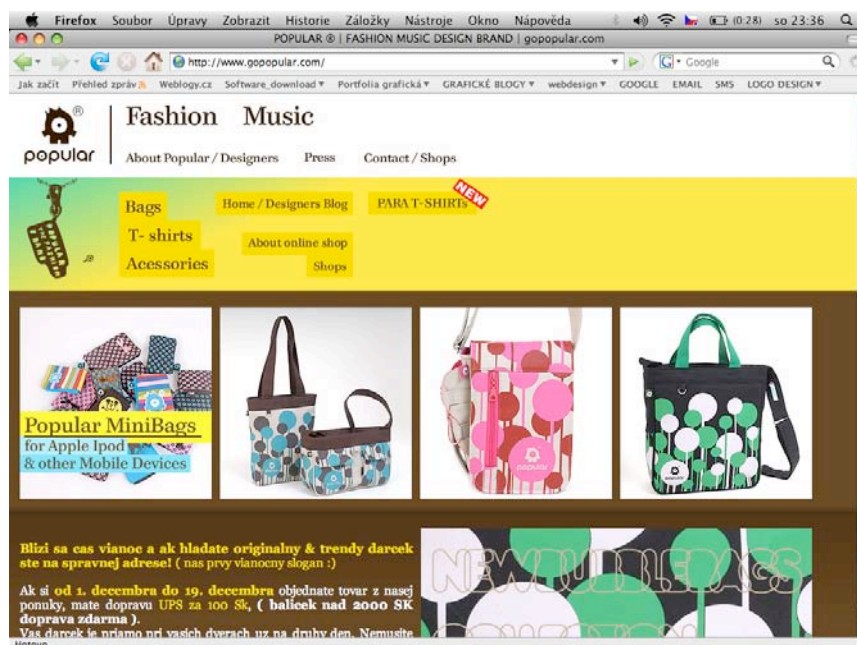 Firefox Soubor Úpravy Zobrazit Historie Záložky Nástroje Okno Nápověda (0:28) so 23:36
POPULAR ® | FASHION MUSIC DESIGN BRAND | gopopular.com
http://www.gopopular.com/ Google
Jak začít Přehled zpráv Weblogy.cz Software_download Portfolia grafická GRAFICKÉ BLOGY webdesign GOOGLE EMAIL SMS LOGO DESIGN
®
popular
Fashion Music
About Popular / Designers Press Contact / Shops
NEW
Bags Home / Designers Blog PARA T-SHIRTs
T- shirts About online shop
Acessories Shops
Popular MiniBags
for Apple Ipod
& other Mobile Devices
popular
popular
Blizi sa cas vianoc a ak hladate originalny & trendy darcek
ste na spravnej adrese! ( nas prvy vianocny slogan :)
Ak si od 1. decembra do 19. decembra objednate tovar z nasej
ponuky, mate dopravu UPS za 100 Sk, ( balicek nad 2000 SK
doprava zdarma ).
Vas darcek je priamo pri vasich dverach uz na druhy den. Nemusite
NEWBUBBLEBAGS